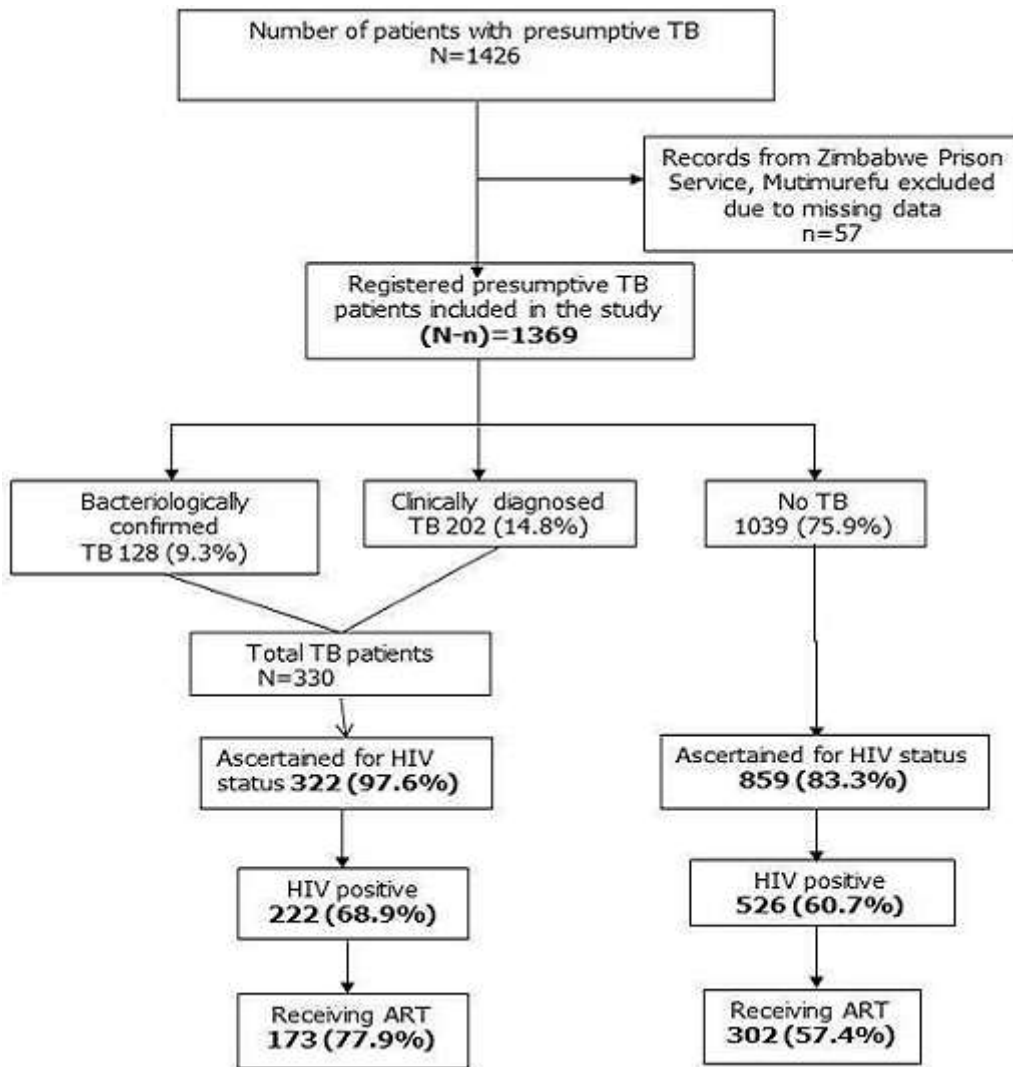 Number of patients with presumptive TB
N=1426
Records from Zimbabwe Prison
Service, Mutimurefu excluded
due to missing data
n=57
Registered presumptive TB
patients included in the study
(N-n)=1369
Bacteriologically
confirmed
TB 128 (9.3%)
Clinically diagnosed
TB 202 (14.8%)
No TB
1039 (75.9%)
Total TB patients
N=330
Ascertained for HIV
status 322 (97.6%)
Ascertained for HIV status
859 (83.3%)
HIV positive
222 (68.9%)
HIV positive
526 (60.7%)
Receiving ART
173 (77.9%)
Receiving ART
302 (57.4%)